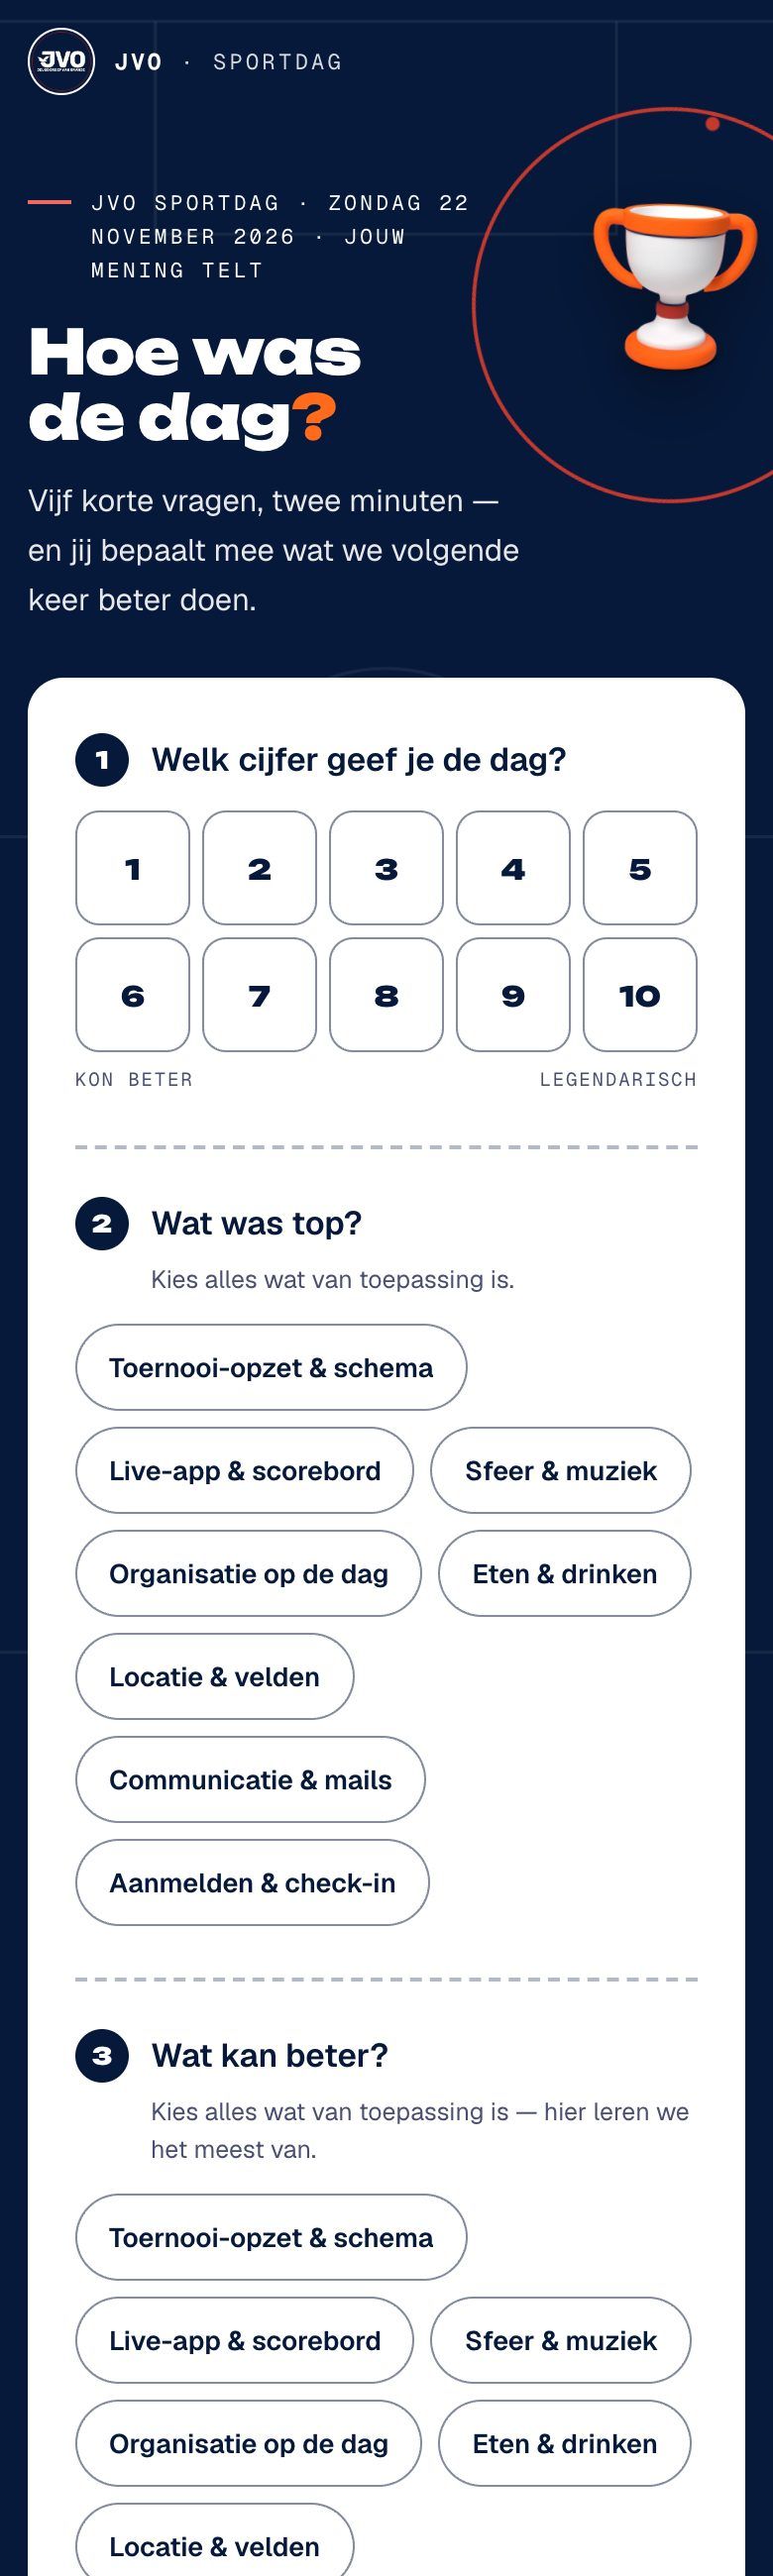 JVO
JVO · SPORTDAG
JVO SPORTDAG · ZONDAG 22
NOVEMBER 2026 · JOUW
MENING TELT
Hoe was
de dag?
Vijf korte vragen, twee minuten —
en jij bepaalt mee wat we volgende
keer beter doen.
1 Welk cijfer geef je de dag?
1 2 3 4 5
6 7 8 9 10
KON BETER LEGENDARISCH
2 Wat was top?
Kies alles wat van toepassing is.
Toernooi-opzet & schema
Live-app & scorebord Sfeer & muziek
Organisatie op de dag Eten & drinken
Locatie & velden
Communicatie & mails
Aanmelden & check-in
3 Wat kan beter?
Kies alles wat van toepassing is — hier leren we
het meest van.
Toernooi-opzet & schema
Live-app & scorebord Sfeer & muziek
Organisatie op de dag Eten & drinken
Locatie & velden